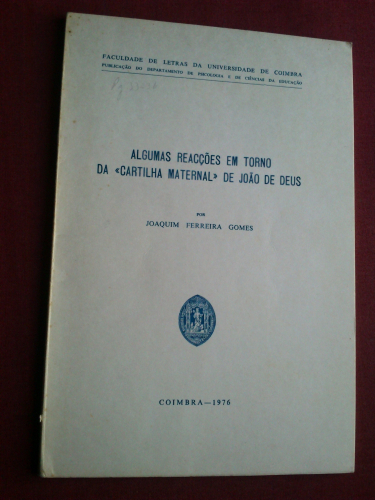 FACULDADE DE LETRAS DA UNIVERSIDADE DE COIMBRA
PUBLICAÇÃO DO DEPARTAMENTO DE PSICOLOGIA E DE CIÊNCIAS DA EDUCAÇÃO
ALGUMAS REACÇÕES EM TORNO
DA «CARTILHA MATERNAL» DE JOÃO DE DEUS
POR
JOAQUIM FERREIRA GOMES
COIMBRA—1976